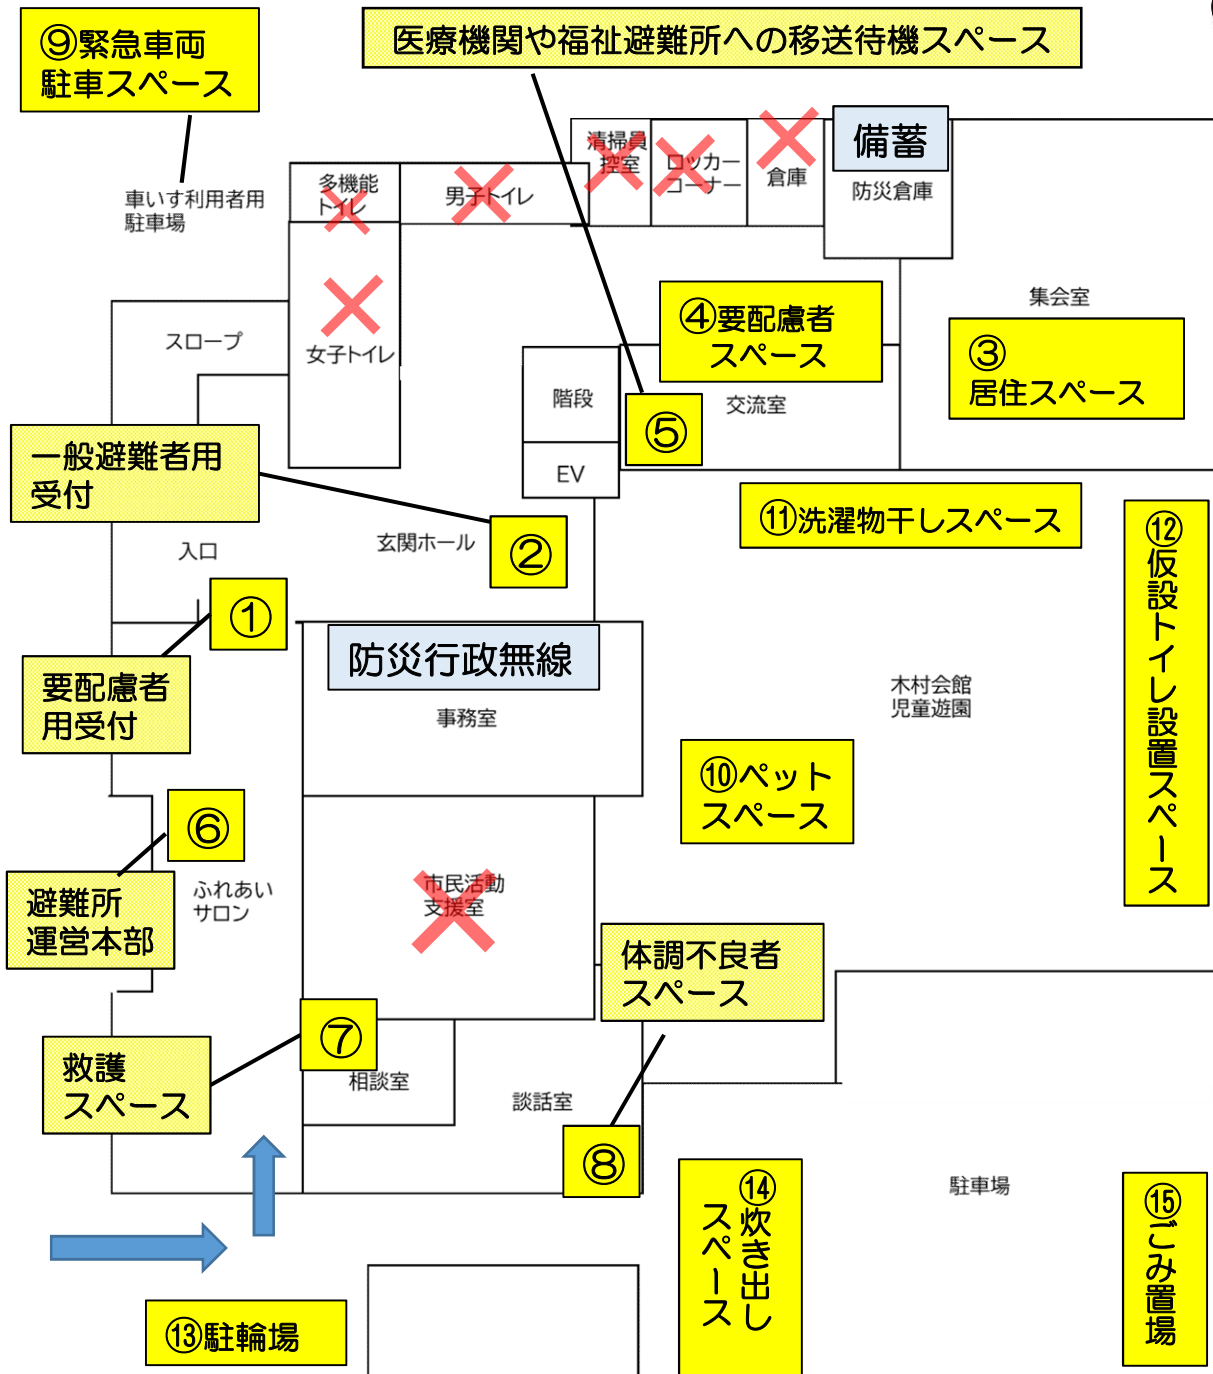 ⑨緊急車両
駐車スペース
医療機関や福祉避難所への移送待機スペース
車いす利用者用
駐車場
多機能
トイレ
男子トイレ
清掃員
控室
ロッカー
コーナー
倉庫
備蓄
防災倉庫
集会室
スロープ
女子トイレ
④要配慮者
スペース
③
居住スペース
階段
⑤
交流室
EV
一般避難者用
受付
⑪洗濯物干しスペース
⑫仮設トイレ設置スペース
入口
玄関ホール
②
①
防災行政無線
要配慮者
用受付
事務室
木村会館
児童遊園
⑩ペット
スペース
⑥
避難所
運営本部
ふれあい
サロン
市民活動
支援室
体調不良者
スペース
⑦
救護
スペース
相談室
談話室
⑧
⑭炊き出し
スペース
駐車場
⑮ごみ置場
⑬駐輪場